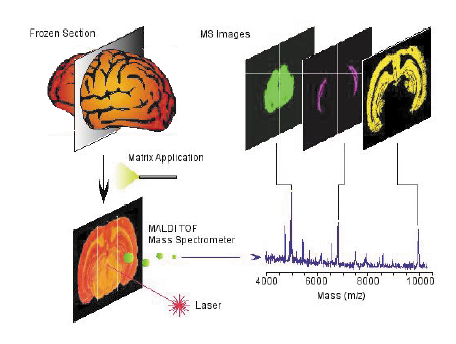 Frozen Section
MS Images
Matrix Application
MALDI TOF
Mass Spectrometer
Laser
4000 6000 8000 10000
Mass (m/z)